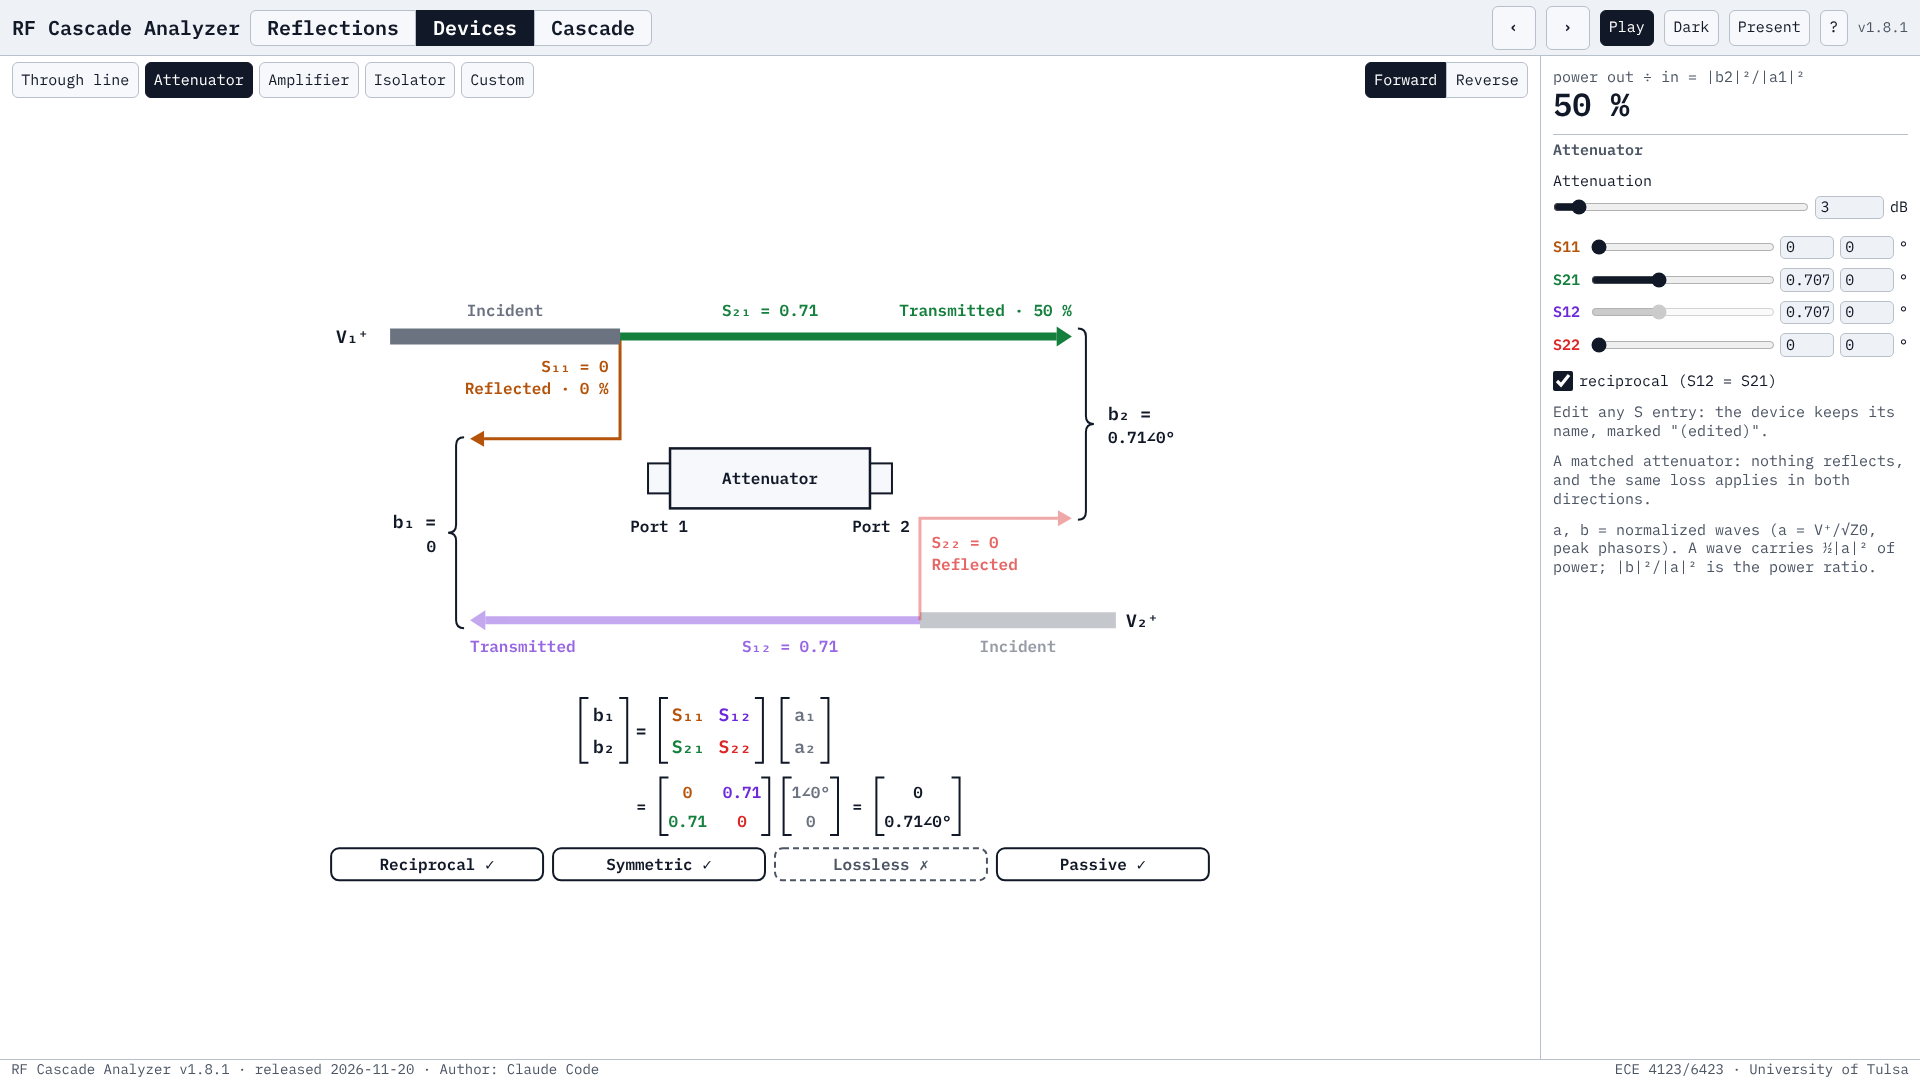 RF Cascade Analyzer Reflections Devices Cascade ‹ › Play Dark Present ? v1.8.1
Through line Attenuator Amplifier Isolator Custom Forward Reverse
power out ÷ in = |b2|²/|a1|²
50 %
Attenuator
Attenuation
3 dB
S11 0 0 °
S21 0.707 0 °
S12 0.707 0 °
S22 0 0 °
reciprocal (S12 = S21)
Edit any S entry: the device keeps its
name, marked "(edited)".
A matched attenuator: nothing reflects,
and the same loss applies in both
directions.
a, b = normalized waves (a = V⁺/√Z0,
peak phasors). A wave carries ½|a|² of
power; |b|²/|a|² is the power ratio.
Incident S₂₁ = 0.71 Transmitted · 50 %
V₁⁺
S₁₁ = 0
Reflected · 0 %
b₂ =
0.71∠0°
Attenuator
b₁ =
0
Port 1 Port 2
S₂₂ = 0
Reflected
V₂⁺
Transmitted S₁₂ = 0.71 Incident
b₁ S₁₁ S₁₂ a₁
=
b₂ S₂₁ S₂₂ a₂
0 0.71 1∠0° 0
= =
0.71 0 0 0.71∠0°
Reciprocal ✓ Symmetric ✓ Lossless ✗ Passive ✓
RF Cascade Analyzer v1.8.1 · released 2026-11-20 · Author: Claude Code ECE 4123/6423 · University of Tulsa